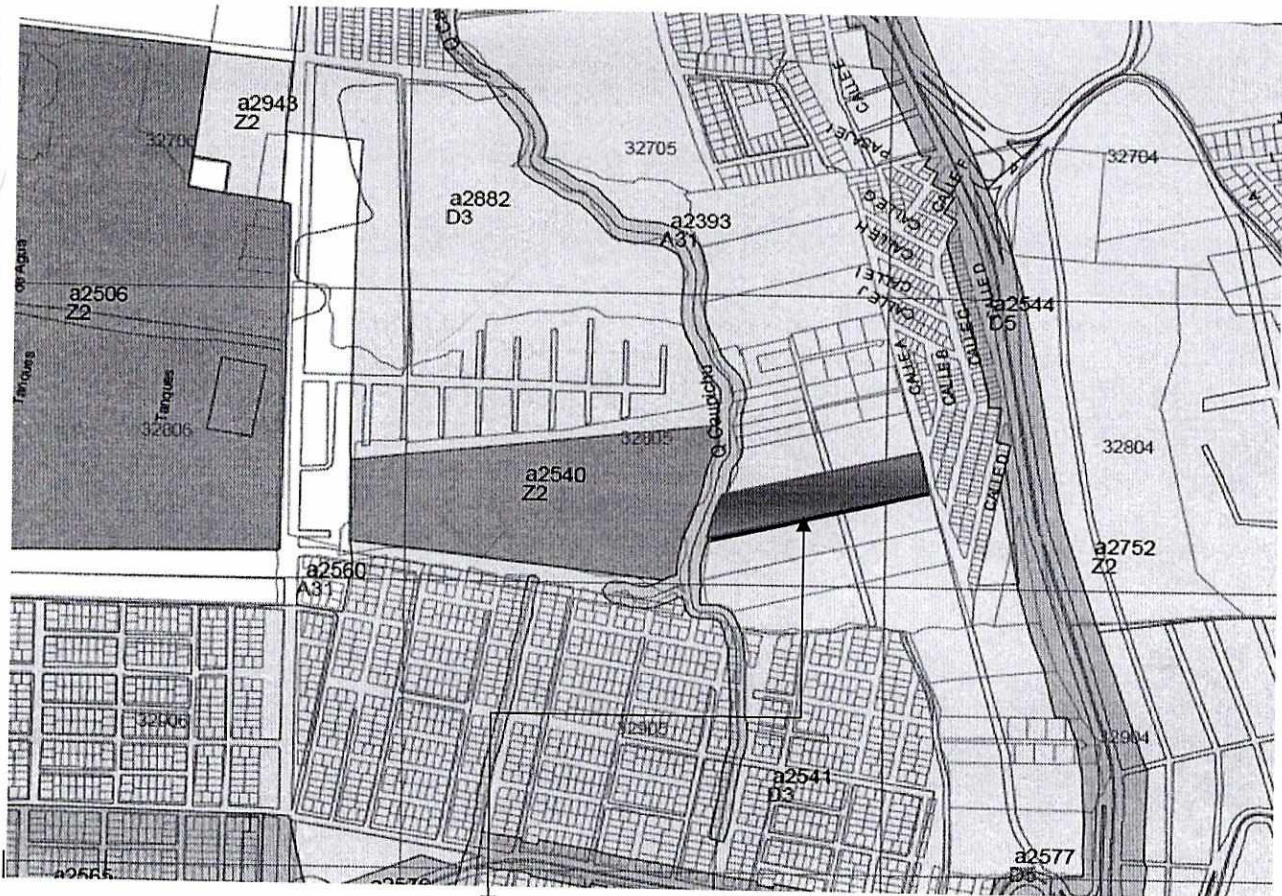 a2943
Z2
32706
32705
32704
PASAJE I
CALLE E
a2882
D3
a2393
A31
CALLE F
CALLE G
CALLE H
CALLE I
CALLE J
de Agua
a2506
Z2
CALLE D
a2544
D5
CALLE C
CALLE A
CALLE B
Tanques
Tanques
32806
32805
32804
a2540
Z2
CALLE D1
a2752
Z2
a2560
A31
32906
32905
32904
a2541
D3
a2577
D5
a2565